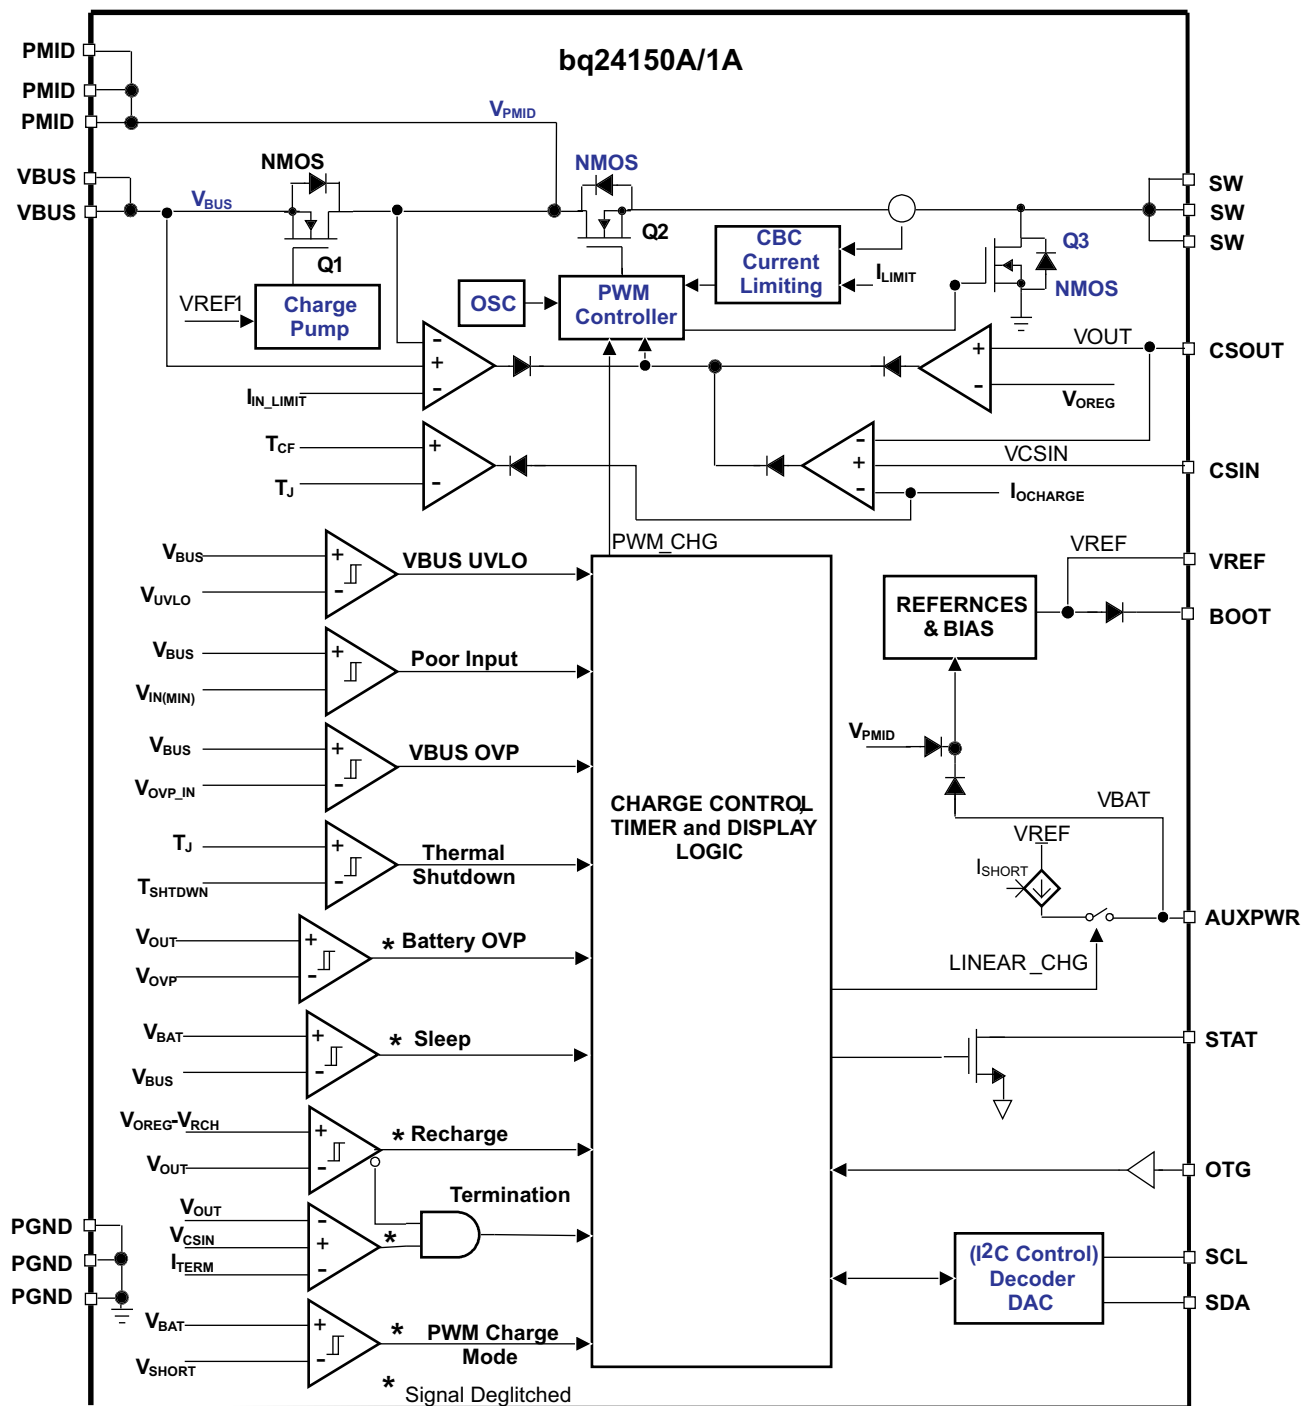 bq24150A/1A
PMID
PMID
PMID
VPMID
VBUS
VBUS
VBUS
NMOS
Q1
NMOS
Q2
SW
SW
SW
Q3
NMOS
VREF1
Charge
Pump
OSC
PWM
Controller
CBC
Current
Limiting
ILIMIT
- + -
IIN_LIMIT
+ -
VOUT
VOREG
CSOUT
TCF
TJ
+ -
- + -
VCSIN
IOCHARGE
CSIN
PWM_CHG
VBUS
VUVLO
+ -
VBUS UVLO
VREF
VREF
REFERNCES
& BIAS
BOOT
VBUS
VIN(MIN)
+ -
Poor Input
VBUS
VOVP_IN
+ -
VBUS OVP
VPMID
VBAT
CHARGE CONTROL,
TIMER and DISPLAY
LOGIC
TJ
TSHTDWN
+ -
Thermal
Shutdown
VREF
ISHORT
AUXPWR
LINEAR_CHG
VOUT
VOVP
+ -
* Battery OVP
VBAT
VBUS
+ -
* Sleep
STAT
VOREG-VRCH
VOUT
+ -
* Recharge
OTG
VOUT
VCSIN
ITERM
- + -
*
Termination
PGND
PGND
PGND
(I2C Control)
Decoder
DAC
SCL
SDA
VBAT
VSHORT
+ -
* PWM Charge
Mode
* Signal Deglitched